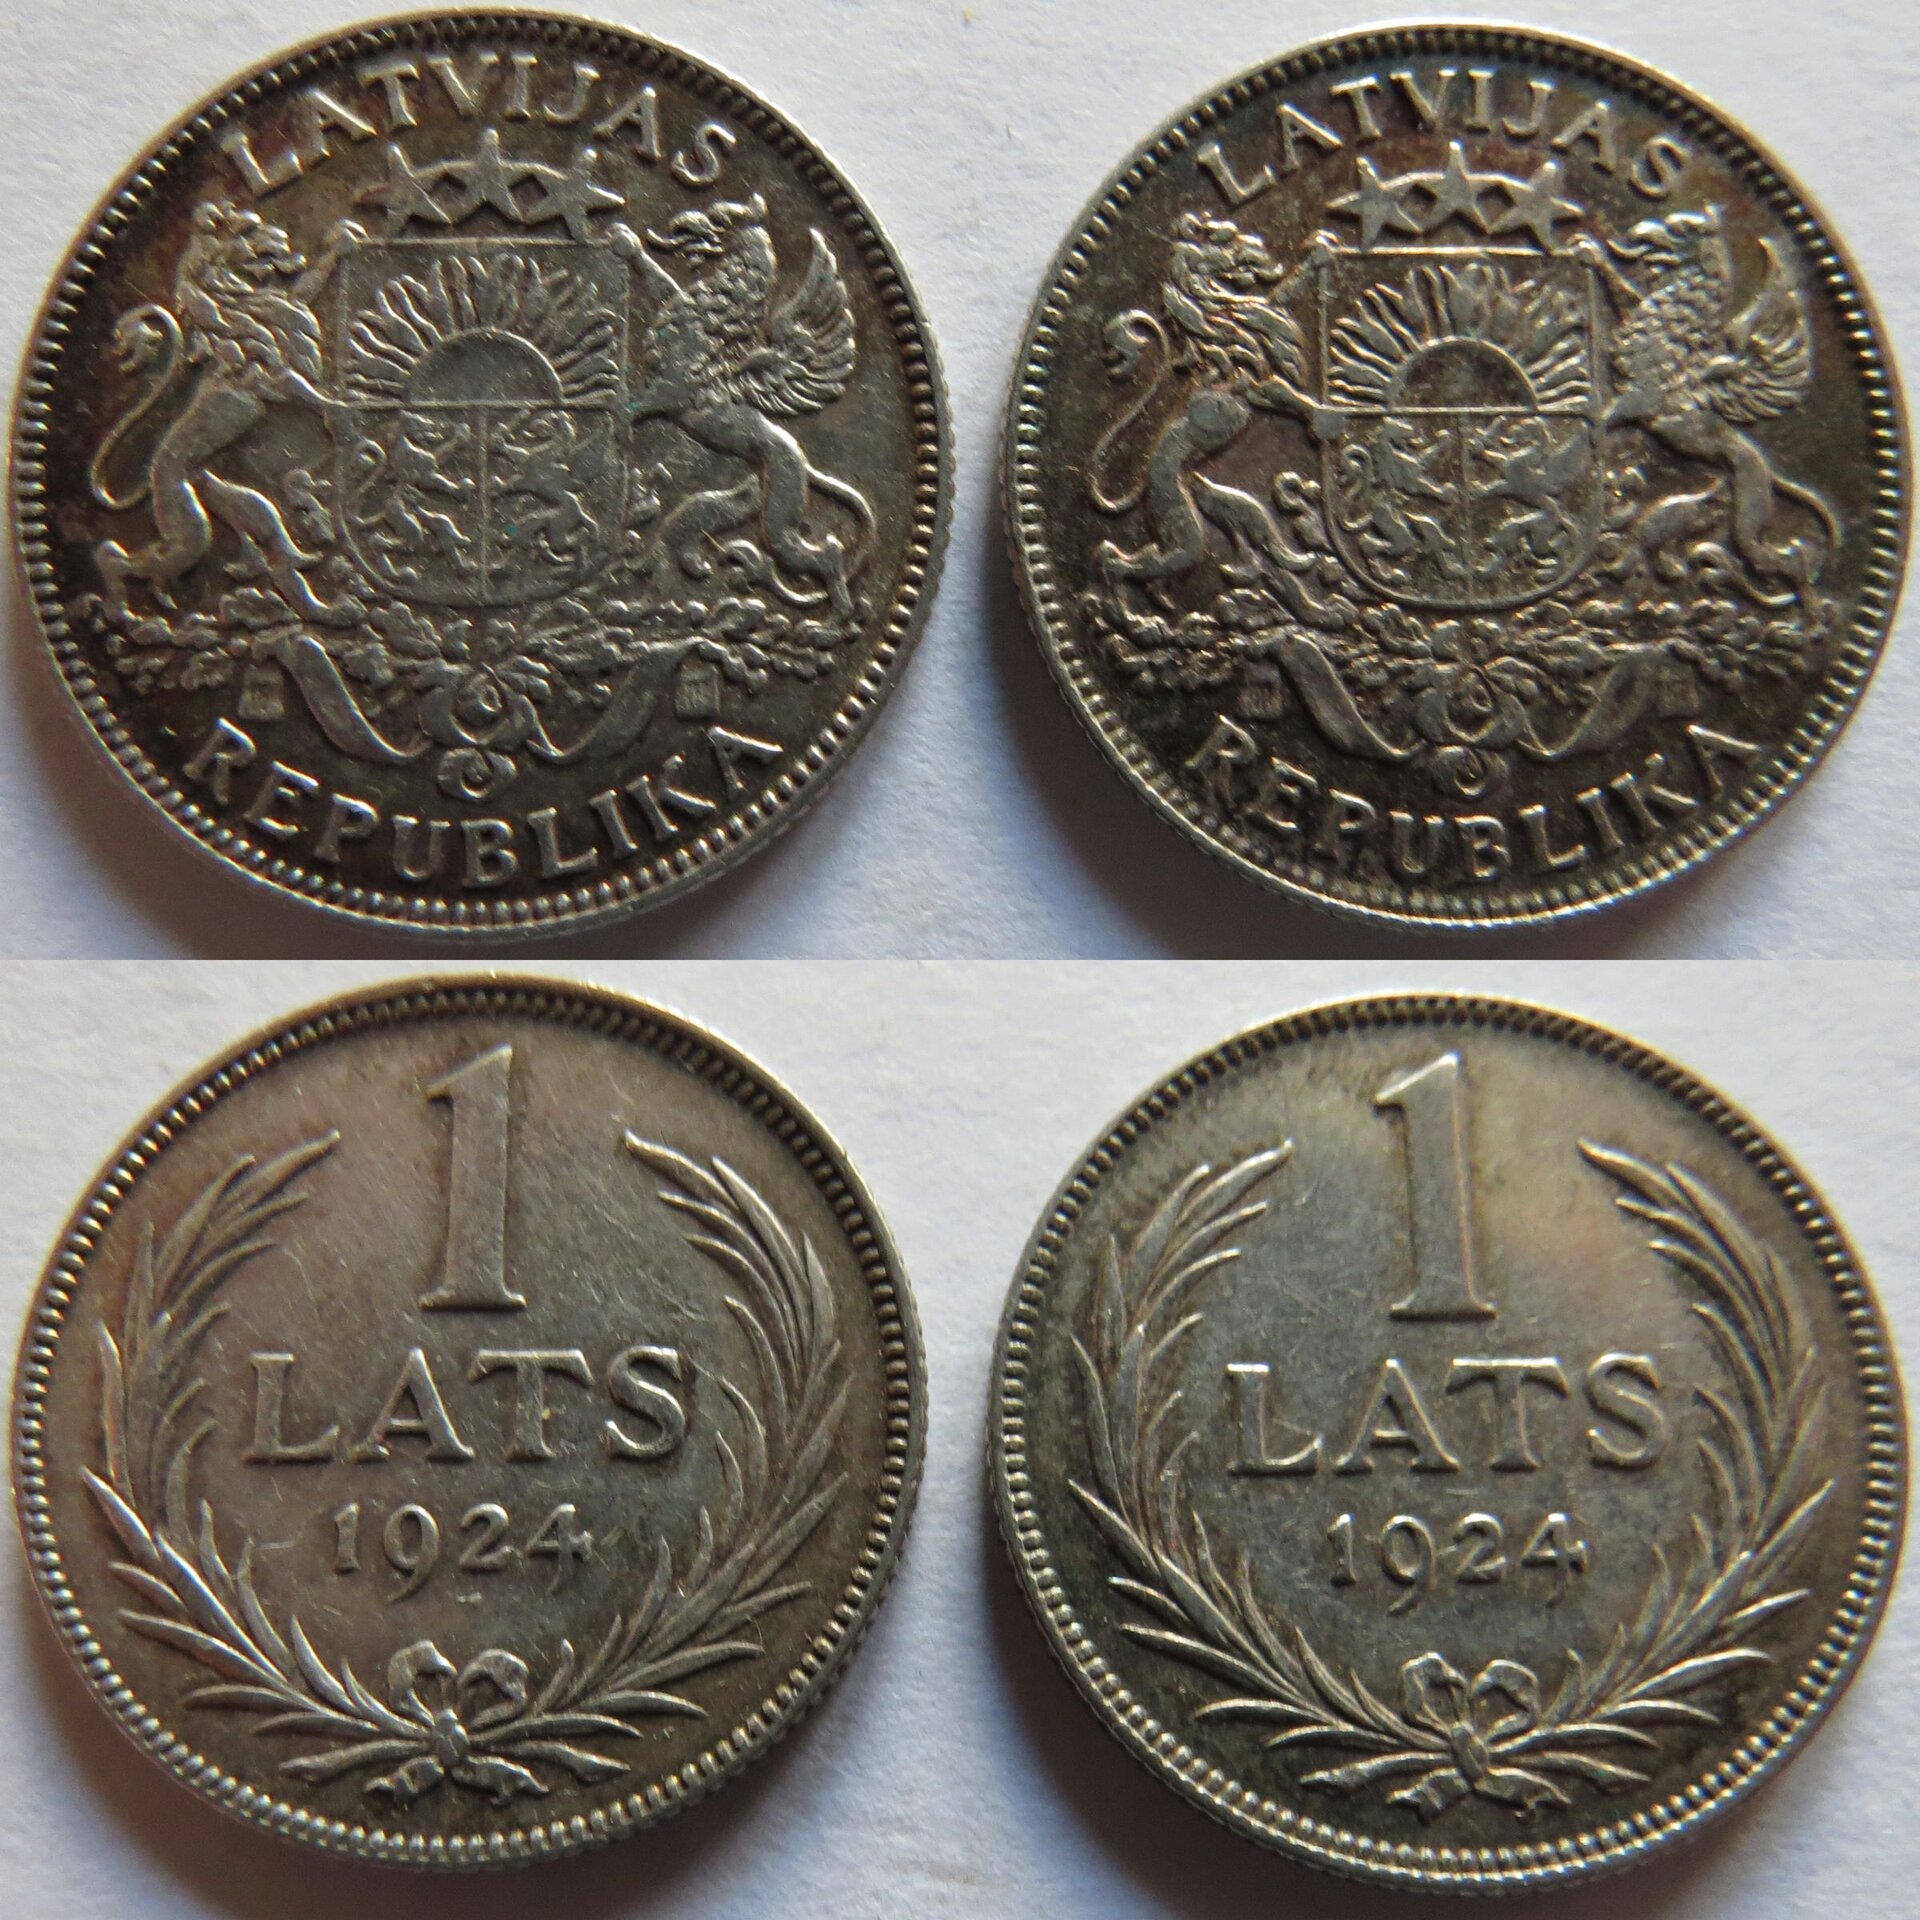 LATVIJAS
REPUBLIKA
LATVIJAS
REPUBLIKA
1
LATS
1924
1
LATS
1924